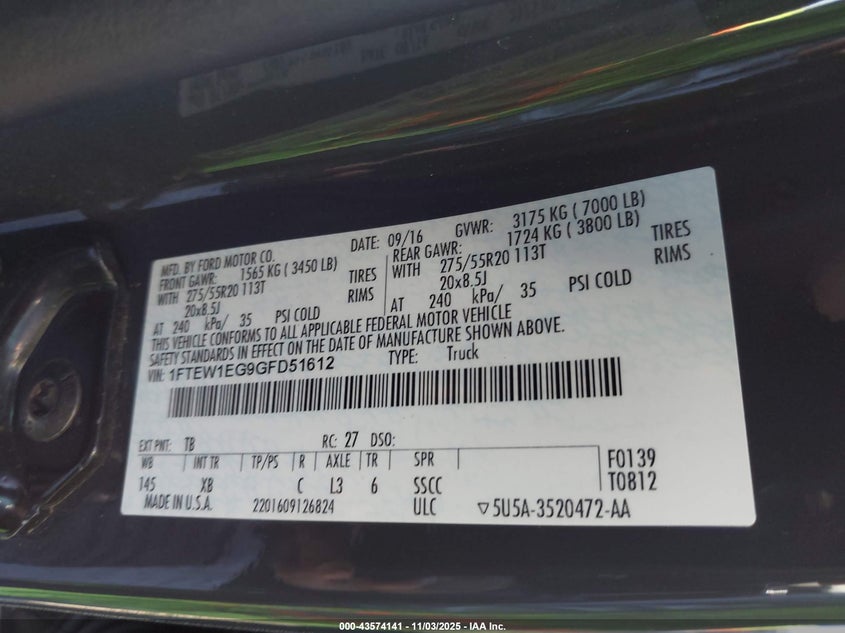 MFD. BY FORD MOTOR CO.
DATE: 09/16 GVWR: 3175 KG ( 7000 LB)
FRONT GAWR: 1565 KG ( 3450 LB) REAR GAWR: 1724 KG ( 3800 LB)
WITH 275/55R20 113T TIRES WITH 275/55R20 113T TIRES
20x8.5J RIMS 20x8.5J RIMS
AT 240 kPa/ 35 PSI COLD AT 240 kPa/ 35 PSI COLD
THIS VEHICLE CONFORMS TO ALL APPLICABLE FEDERAL MOTOR VEHICLE
SAFETY STANDARDS IN EFFECT ON THE DATE OF MANUFACTURE SHOWN ABOVE.
VIN: 1FTEW1EG9GFD51612 TYPE: Truck
EXT PNT: TB RC: 27 DSO:
WB INT TR TP/PS R AXLE TR SPR F0139
145 XB C L3 6 SSCC T0812
MADE IN U.S.A. 2201609126824 ULC ▽5U5A-3520472-AA
000-43574141 - 11/03/2025 - IAA Inc.